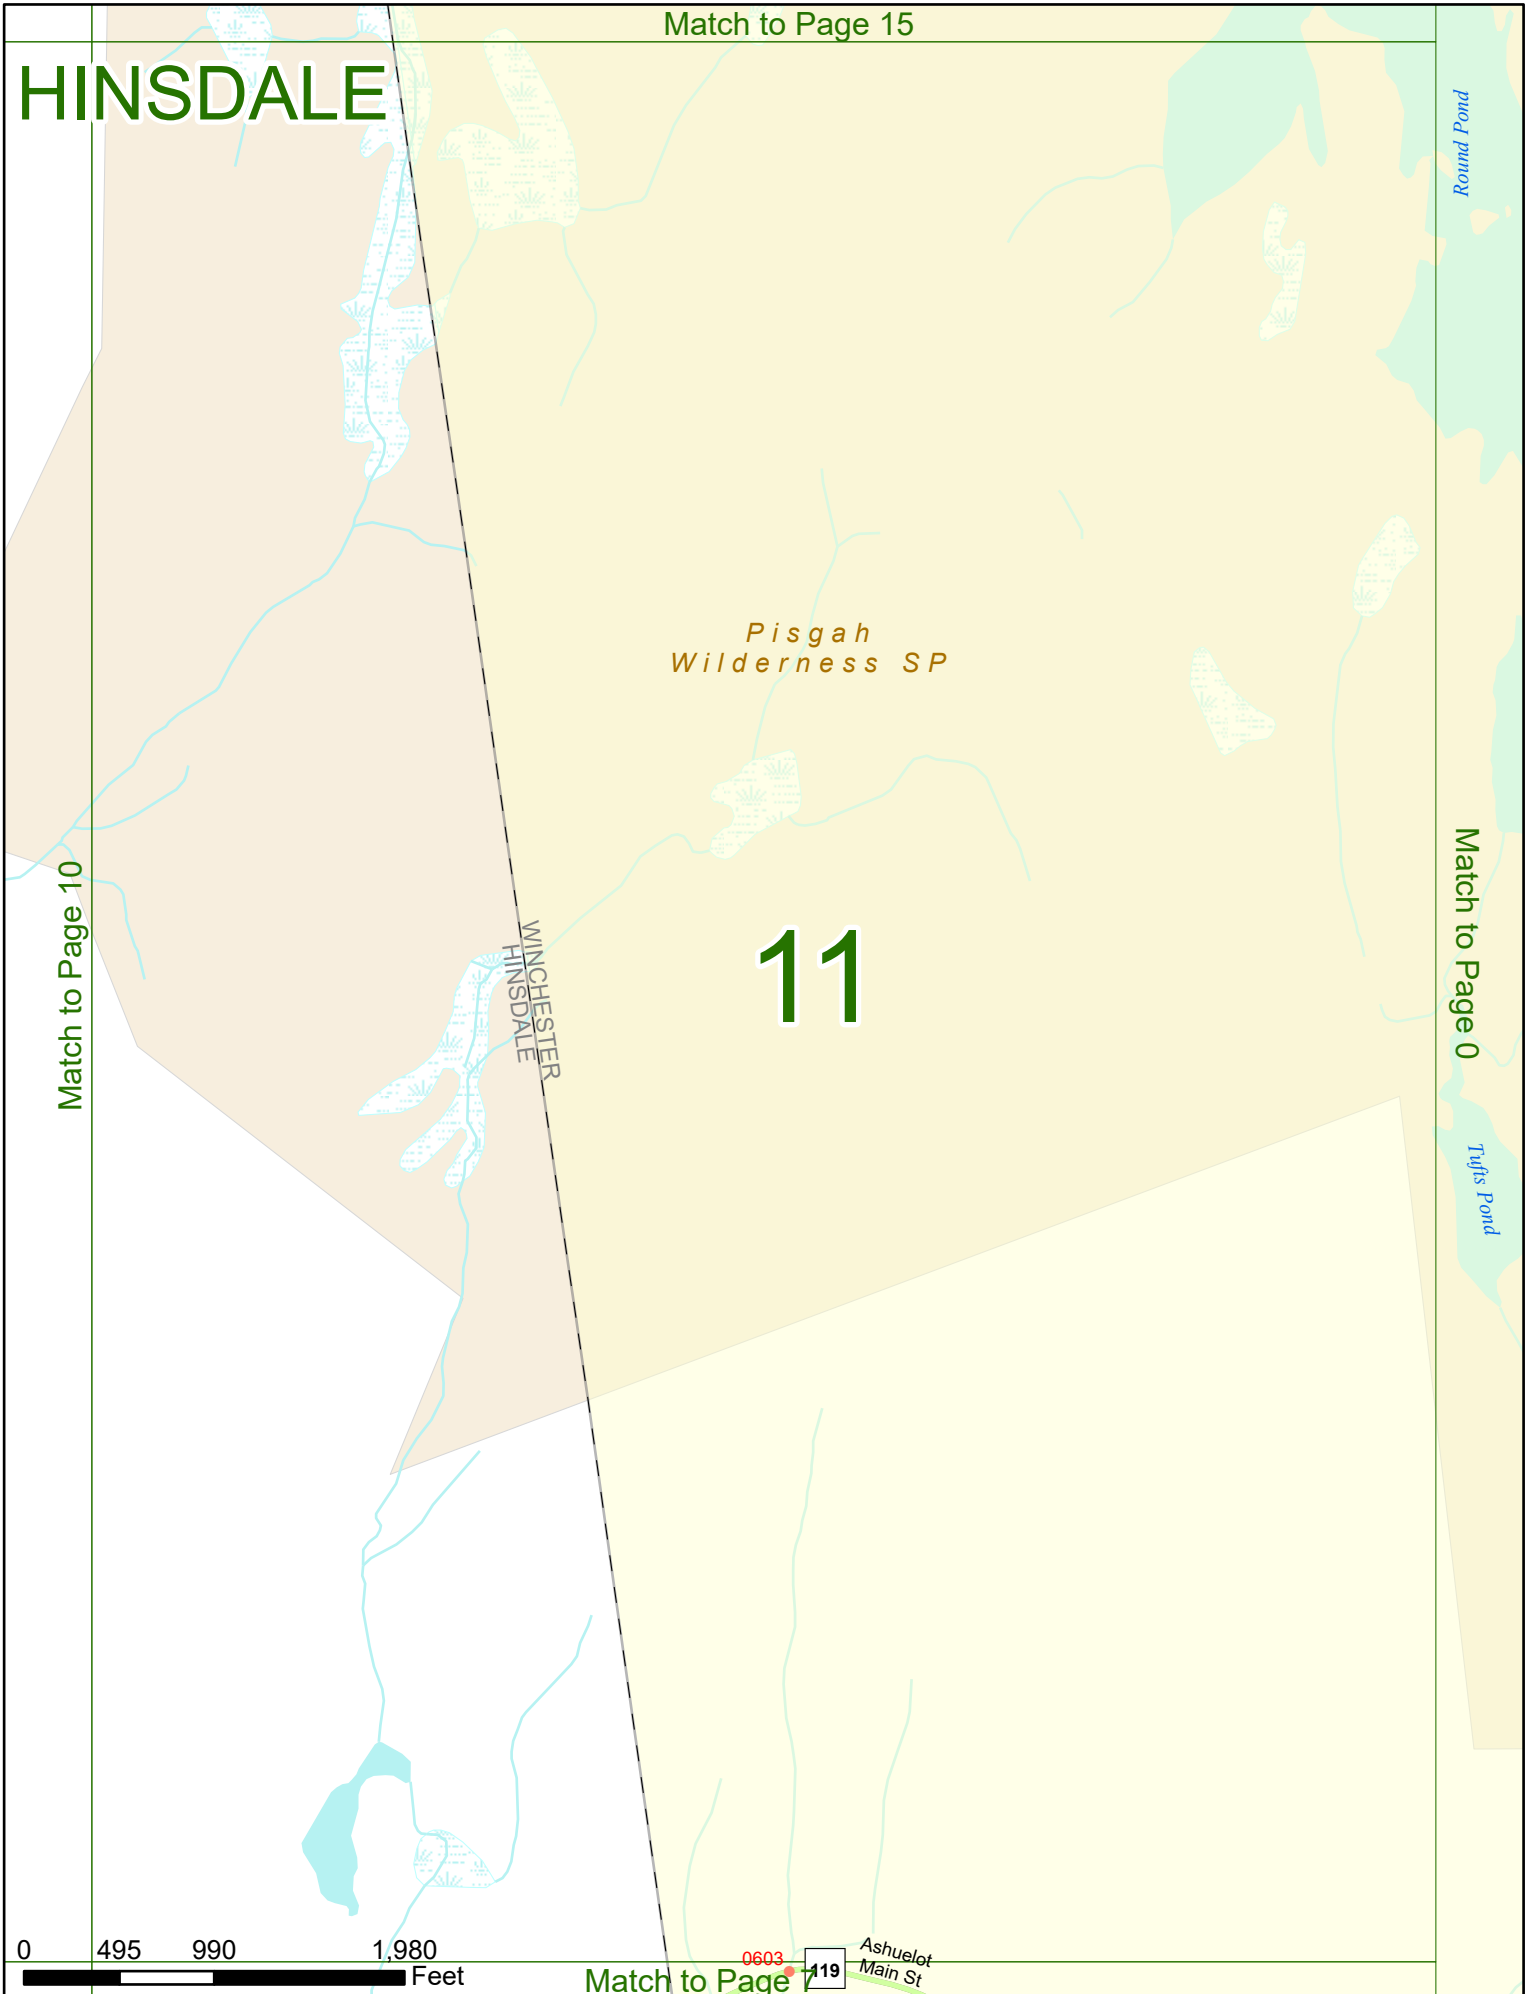 Match to Page 15
HINSDALE
Round Pond
Pisgah
Wilderness SP
Match to Page 10
WINCHESTER
HINSDALE
11
Match to Page 0
Tufts Pond
0 495 990 1,980
Feet
Match to Page 7
0603
119
Ashuelot
Main St